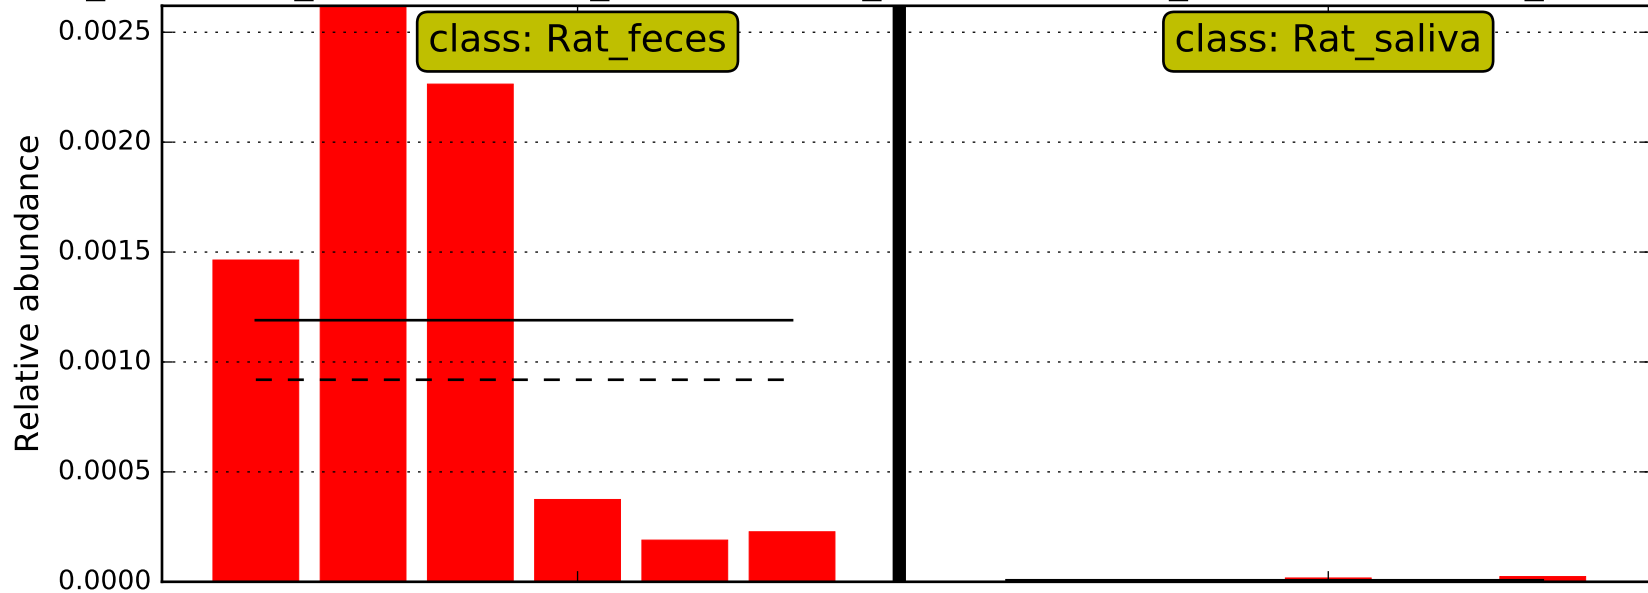 0.0025
class: Rat_feces
class: Rat_saliva
0.0020
0.0015
0.0010
0.0005
0.0000
Relative abundance